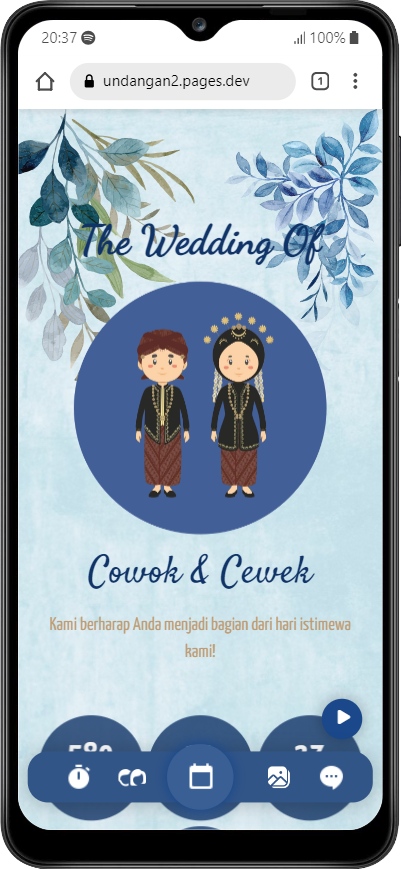 20:37
100%
undangan2.pages.dev
1
The Wedding Of
Cowok & Cewek
Kami berharap Anda menjadi bagian dari hari istimewa
kami!